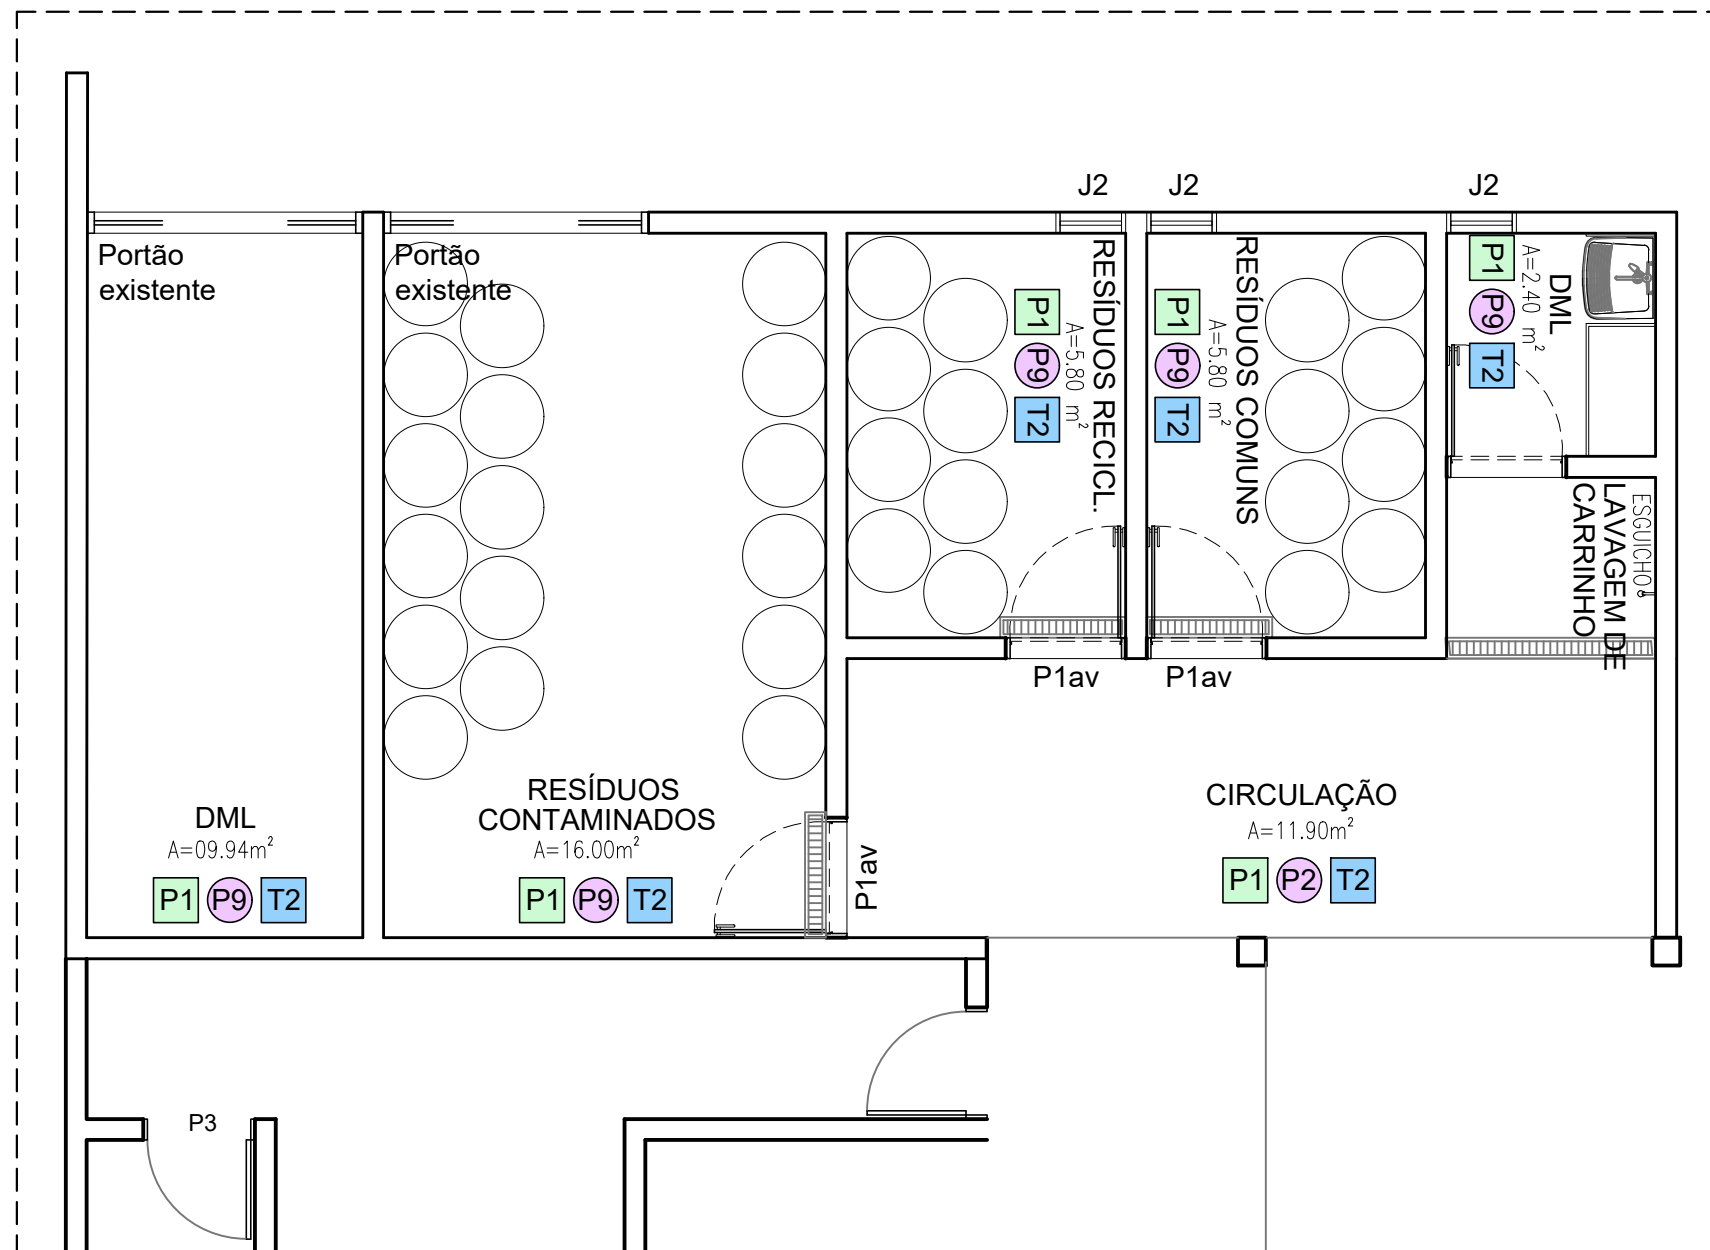 J2
J2
J2
Portão
existente
Portão
existente
RESÍDUOS RECICL.
A=5.80 m²
P1
P9
T2
RESÍDUOS COMUNS
A=5.80 m²
P1
P9
T2
DML
A=2.40 m²
P1
P9
T2
ESGUICHO
LAVAGEM DE
CARRINHO
P1av
P1av
DML
A=09.94m²
P1 P9 T2
RESÍDUOS
CONTAMINADOS
A=16.00m²
P1 P9 T2
P1av
CIRCULAÇÃO
A=11.90m²
P1 P2 T2
P3